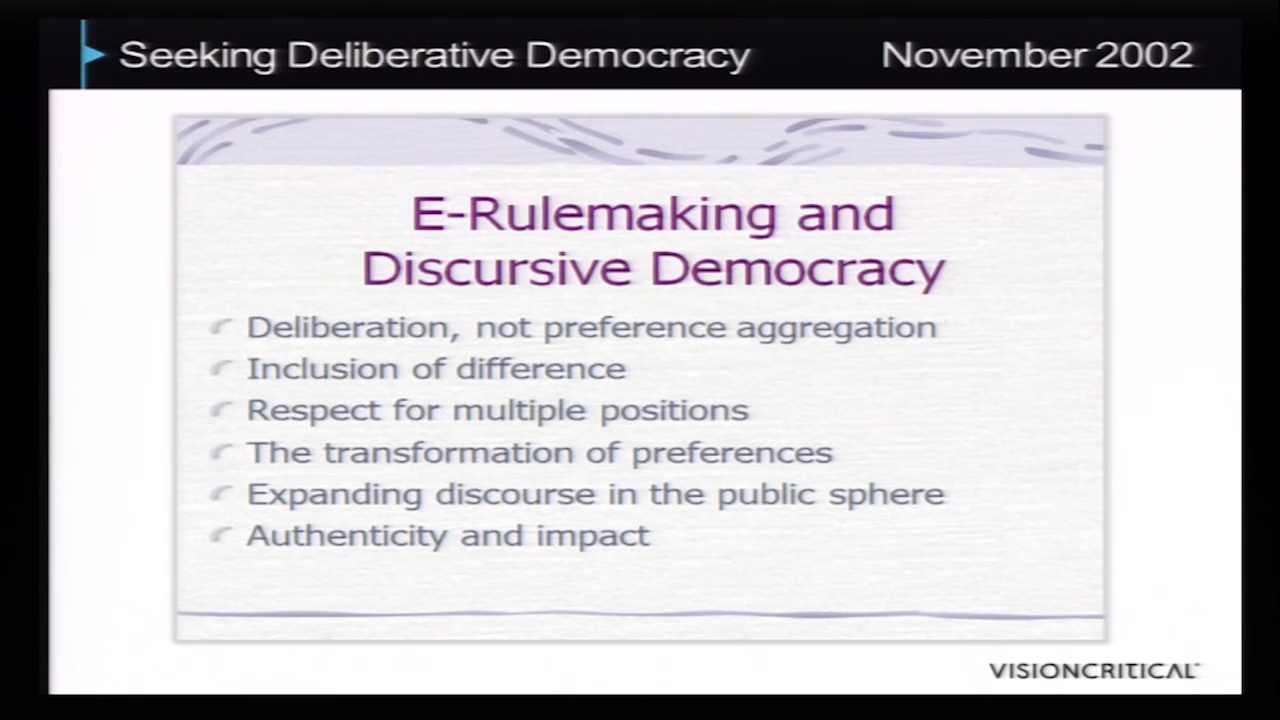 Seeking Deliberative Democracy November 2002
E-Rulemaking and
Discursive Democracy
Deliberation, not preference aggregation
Inclusion of difference
Respect for multiple positions
The transformation of preferences
Expanding discourse in the public sphere
Authenticity and impact
VISIONCRITICAL